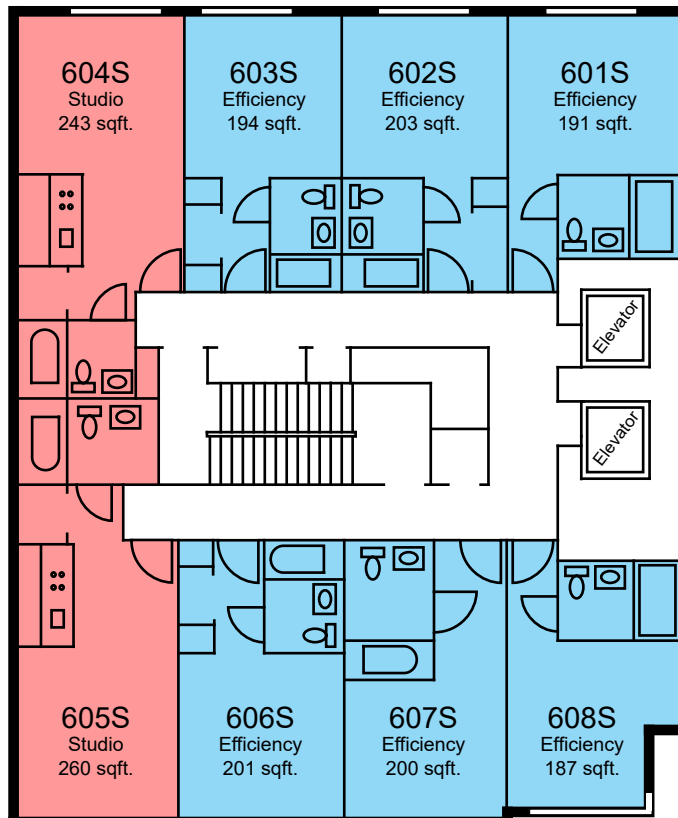 604S
Studio
243 sqft.
603S
Efficiency
194 sqft.
602S
Efficiency
203 sqft.
601S
Efficiency
191 sqft.
Elevator
Elevator
605S
Studio
260 sqft.
606S
Efficiency
201 sqft.
607S
Efficiency
200 sqft.
608S
Efficiency
187 sqft.